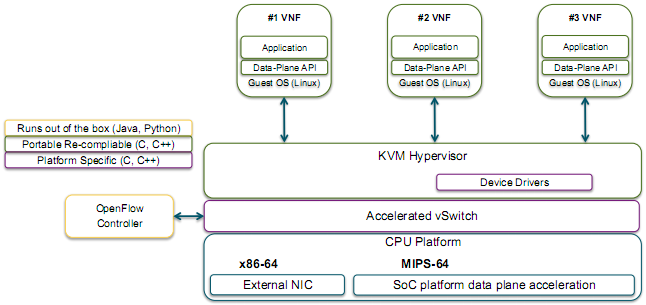 #1 VNF
#2 VNF
#3 VNF
Application
Application
Application
Data-Plane API
Data-Plane API
Data-Plane API
Guest OS (Linux)
Guest OS (Linux)
Guest OS (Linux)
Runs out of the box (Java, Python)
Portable Re-compliable (C, C++)
Platform Specific (C, C++)
KVM Hypervisor
Device Drivers
OpenFlow
Controller
Accelerated vSwitch
CPU Platform
x86-64
MIPS-64
External NIC
SoC platform data plane acceleration